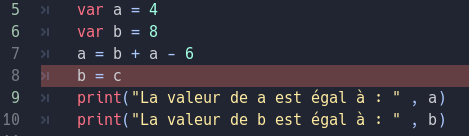 5 var a = 4
6 var b = 8
7 a = b + a - 6
8 b = c
9 print("La valeur de a est égal à : " , a)
10 print("La valeur de b est égal à : " , b)